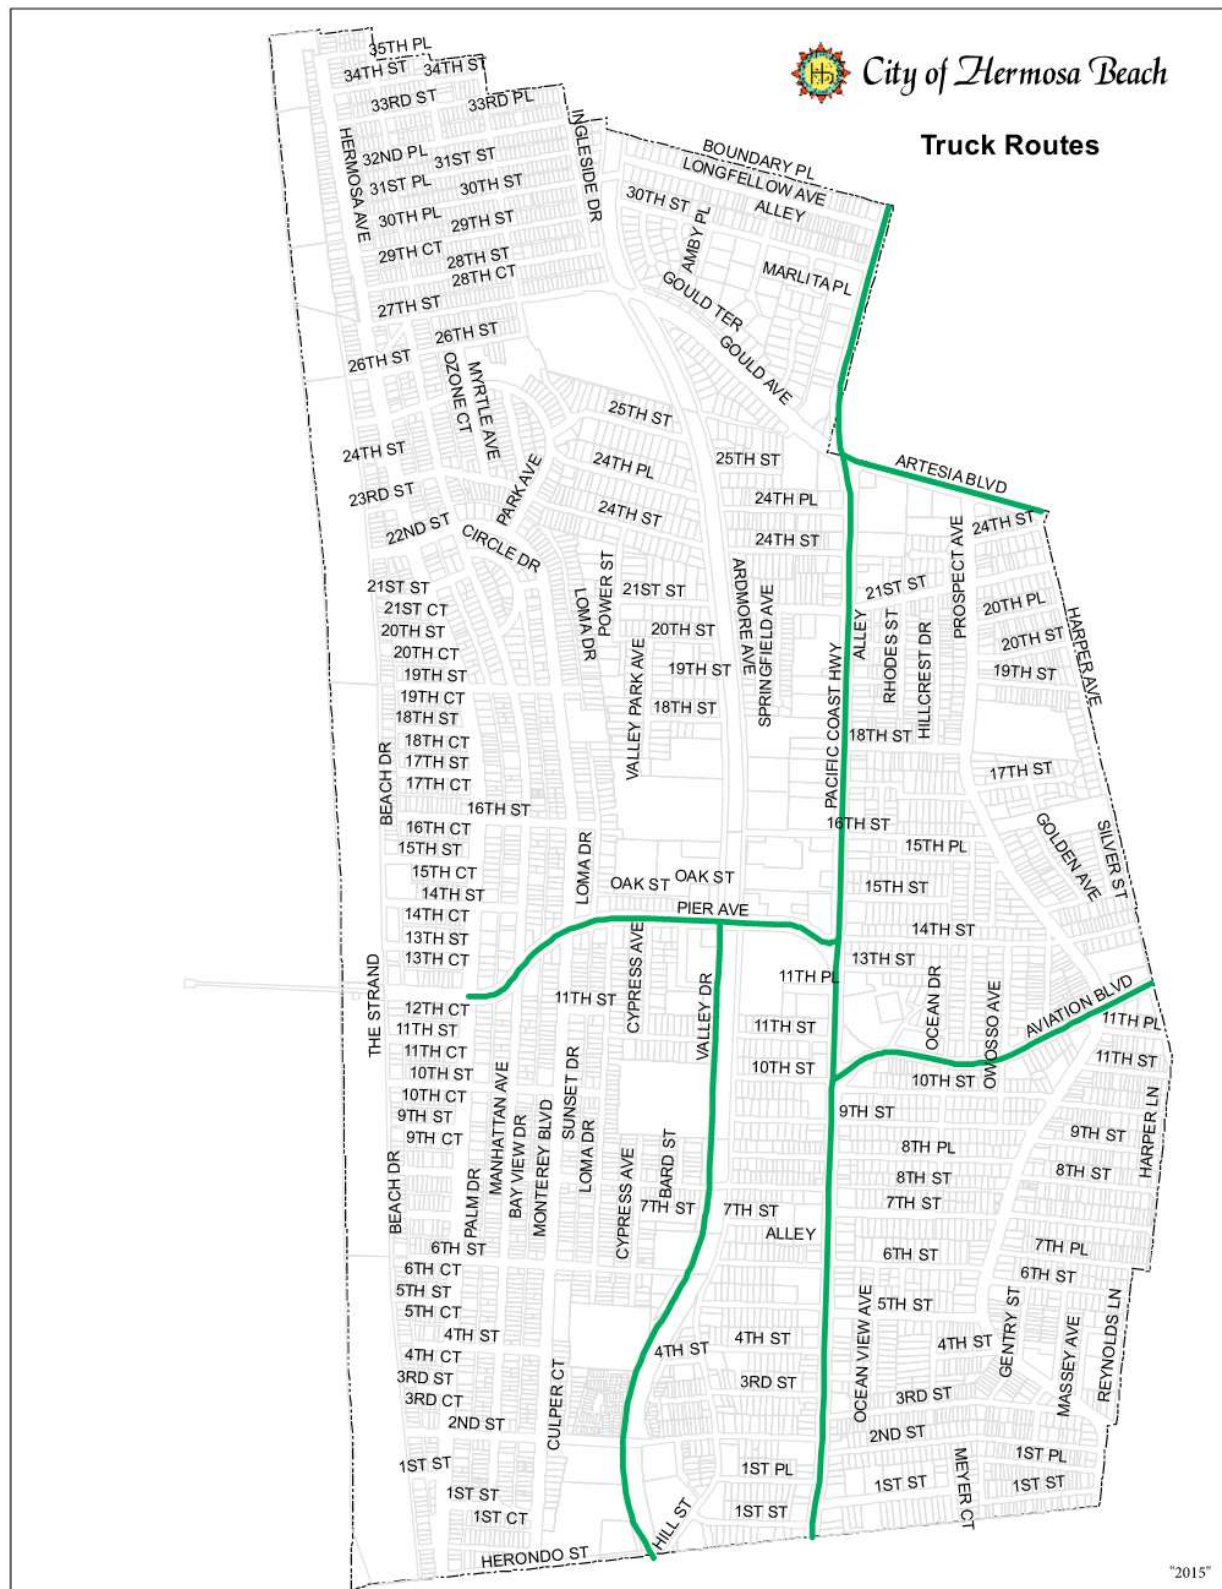 City of Hermosa Beach
Truck Routes
35TH PL
34TH ST
34TH ST
33RD ST
33RD PL
INGLESIDE DR
HERMOSA AVE
32ND PL
31ST ST
BOUNDARY PL
LONGFELLOW AVE
ALLEY
31ST PL
30TH ST
30TH ST
AMBY PL
30TH PL
29TH ST
29TH CT
28TH ST
28TH CT
MARLITA PL
27TH ST
GOULD TER
26TH ST
GOULD AVE
26TH ST
OZONE CT
MYRTLE AVE
25TH ST
24TH ST
24TH PL
25TH ST
ARTESIA BLVD
23RD ST
PARK AVE
24TH PL
22ND ST
CIRCLE DR
24TH ST
24TH ST
24TH ST
PROSPECT AVE
21ST ST
21ST CT
LOMA DR
POWER ST
21ST ST
ARDMORE AVE
SPRINGFIELD AVE
21ST ST
20TH PL
HARPER AVE
20TH ST
20TH ST
ALLEY
RHODES ST
HILLCREST DR
20TH ST
20TH CT
19TH ST
19TH ST
19TH ST
19TH CT
VALLEY PARK AVE
18TH ST
18TH ST
PACIFIC COAST HWY
18TH ST
18TH CT
17TH ST
17TH ST
BEACH DR
17TH CT
16TH ST
16TH CT
16TH ST
GOLDEN AVE
SILVER ST
15TH ST
15TH PL
15TH CT
LOMA DR
OAK ST
OAK ST
15TH ST
14TH ST
14TH CT
PIER AVE
14TH ST
13TH ST
13TH CT
CYPRESS AVE
13TH ST
THE STRAND
11TH PL
VALLEY DR
OCEAN DR
OWOSSO AVE
AVIATION BLVD
12TH CT
11TH ST
11TH ST
11TH ST
11TH PL
11TH CT
11TH ST
10TH ST
10TH ST
10TH ST
10TH CT
MANHATTAN AVE
BAY VIEW DR
MONTEREY BLVD
SUNSET DR
LOMA DR
9TH ST
9TH ST
9TH ST
HARPER LN
9TH CT
8TH PL
BEACH DR
PALM DR
CYPRESS AVE
BARD ST
8TH ST
8TH ST
7TH ST
7TH ST
7TH ST
ALLEY
6TH ST
6TH ST
7TH PL
6TH CT
6TH ST
5TH ST
5TH ST
5TH CT
OCEAN VIEW AVE
GENTRY ST
MASSEY AVE
REYNOLDS LN
4TH ST
4TH ST
4TH ST
4TH ST
4TH CT
3RD ST
3RD ST
3RD ST
3RD CT
CULPER CT
2ND ST
2ND ST
1ST PL
1ST ST
1ST PL
1ST ST
1ST ST
1ST ST
MEYER CT
1ST ST
1ST CT
HILL ST
HERONDO ST
"2015"